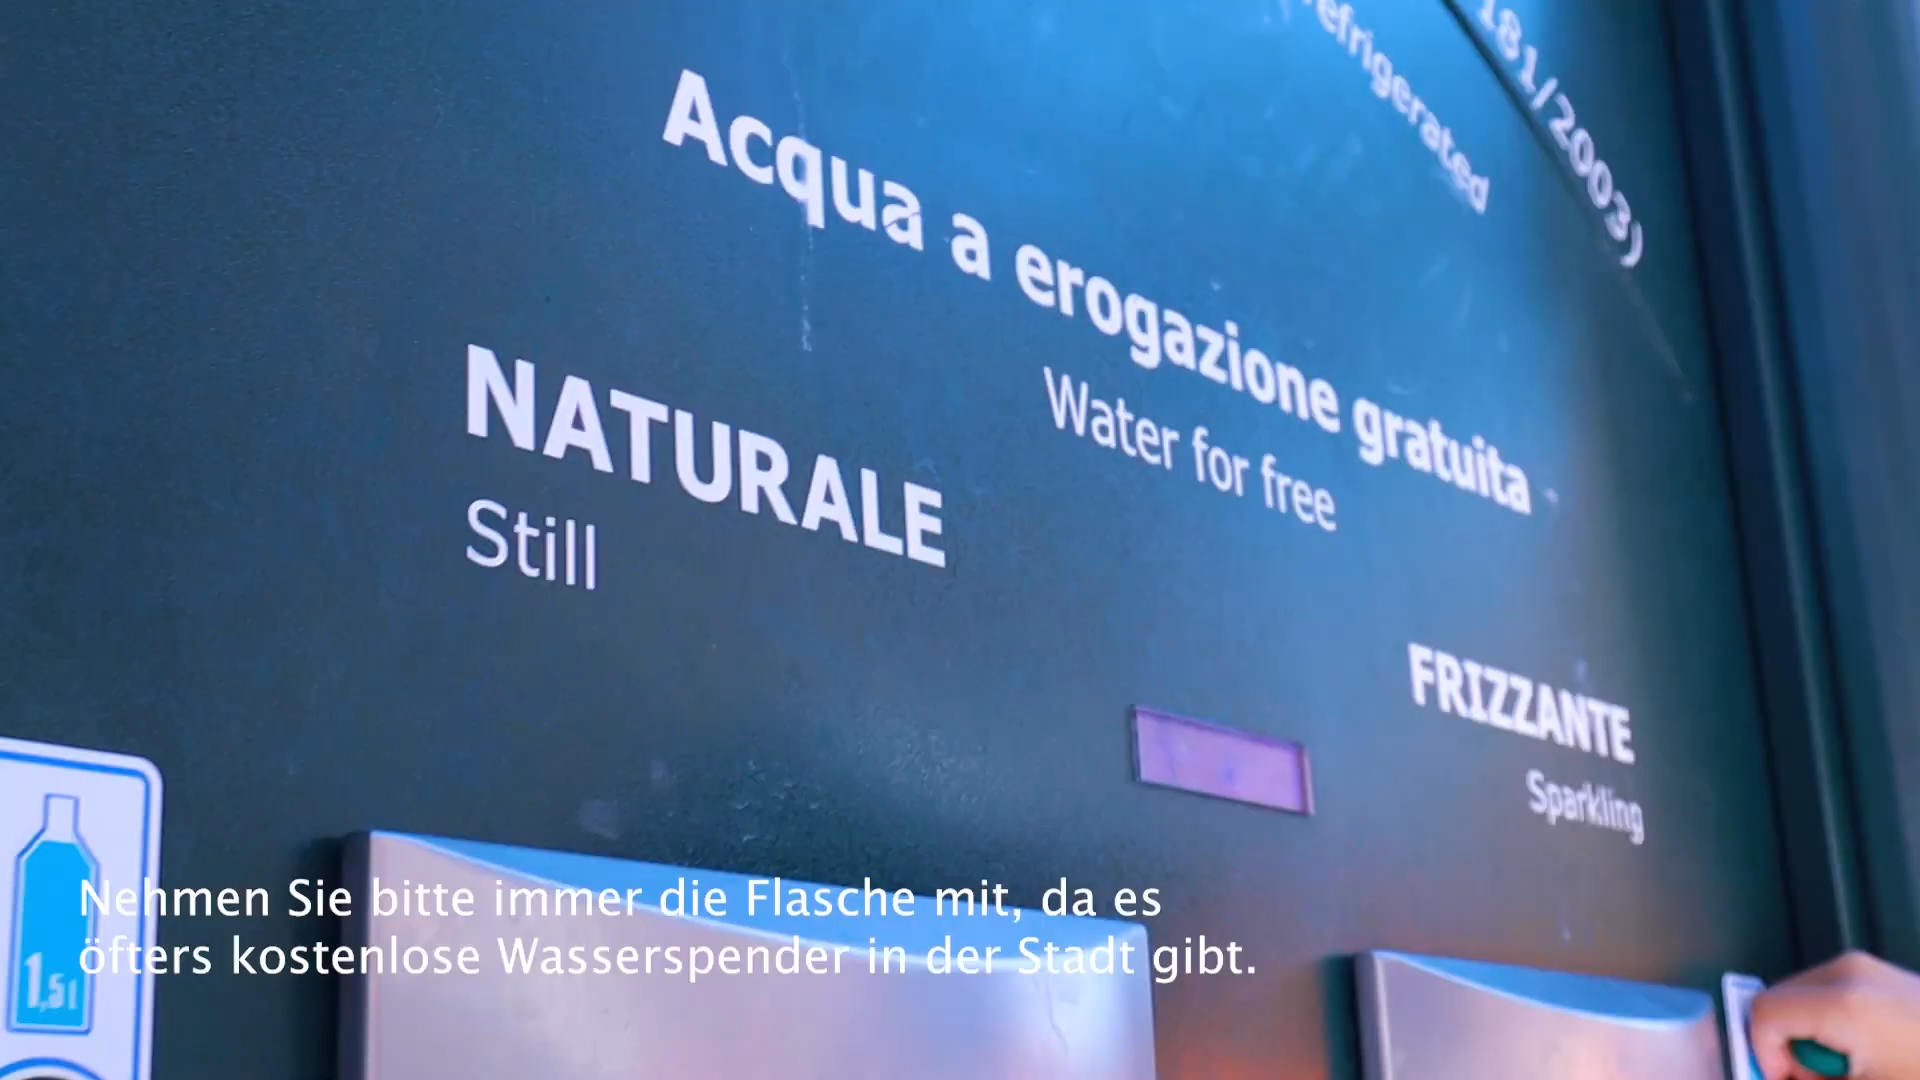 181/2003)
refrigerated
Acqua a erogazione gratuita
Water for free
NATURALE
Still
FRIZZANTE
Sparkling
1,5 l
Nehmen Sie bitte immer die Flasche mit, da es
öfters kostenlose Wasserspender in der Stadt gibt.